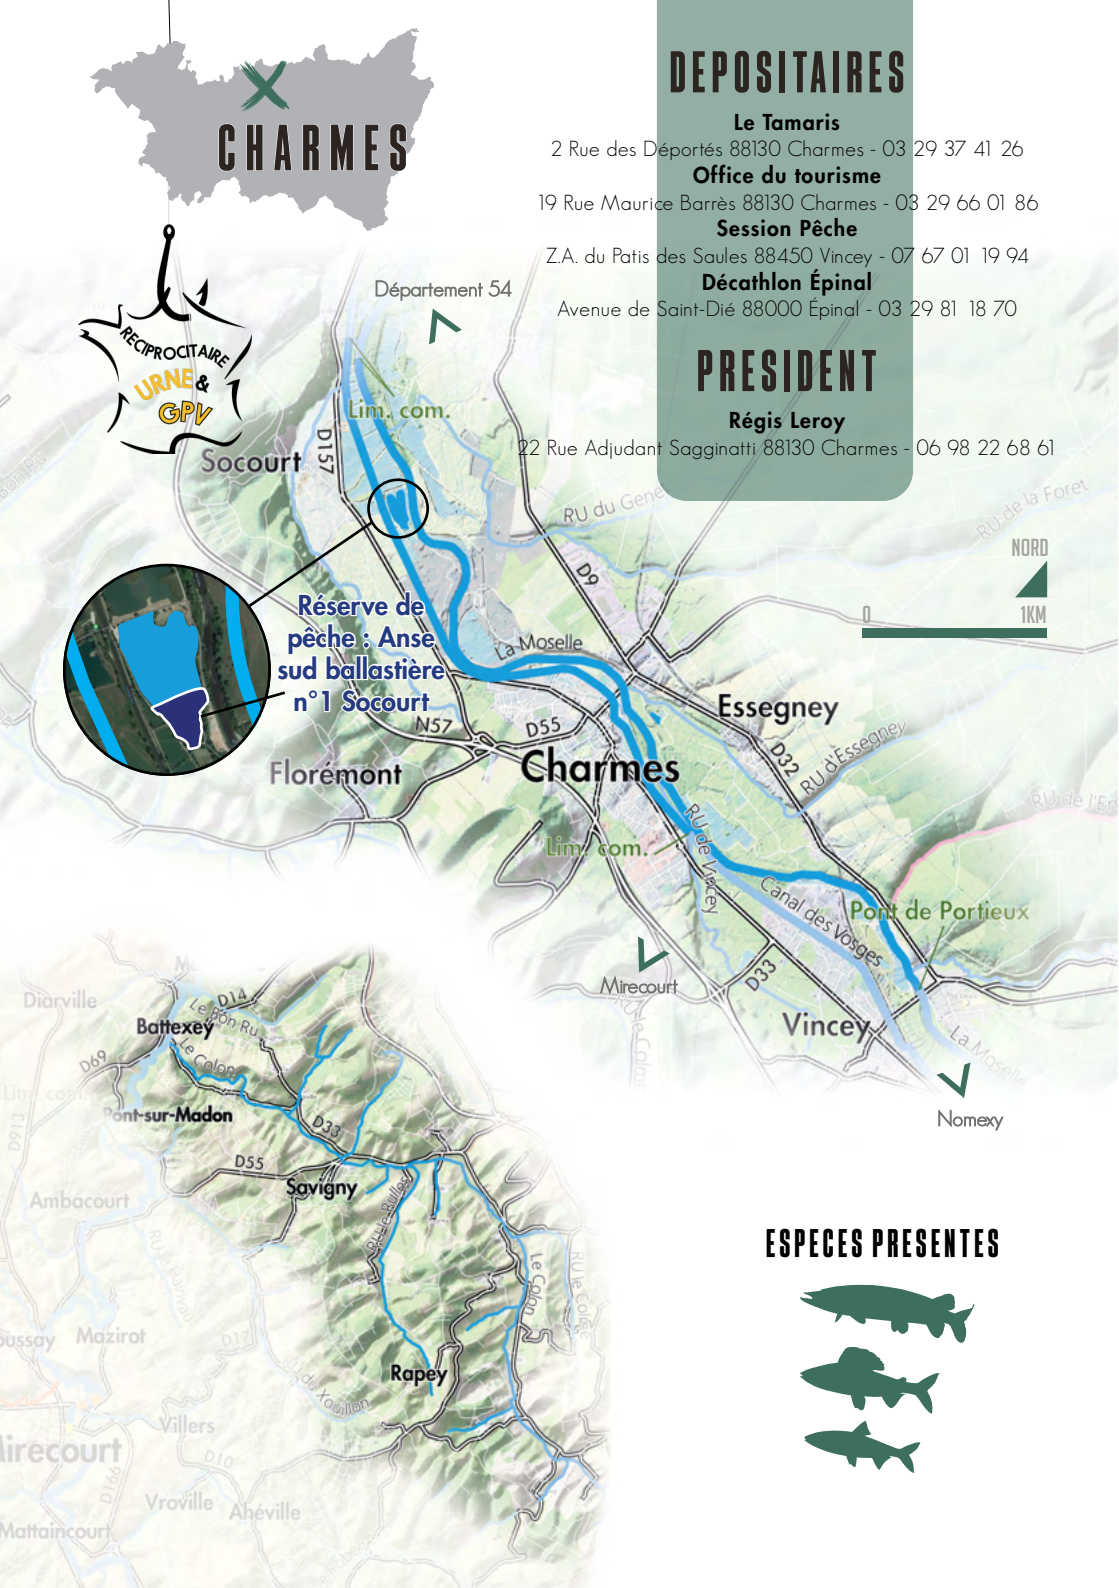 CHARMES
DEPOSITAIRES
Le Tamaris
2 Rue des Déportés 88130 Charmes - 03 29 37 41 26
Office du tourisme
19 Rue Maurice Barrès 88130 Charmes - 03 29 66 01 86
Session Pêche
Z.A. du Patis des Saules 88450 Vincey - 07 67 01 19 94
Décathlon Épinal
Avenue de Saint-Dié 88000 Épinal - 03 29 81 18 70
PRESIDENT
Régis Leroy
22 Rue Adjudant Sagginatti 88130 Charmes - 06 98 22 68 61
RECIPROCITAIRE
URNE &
GPV
Département 54
Lim. com.
D157
Socourt
RU du Gene
RU de la Foret
NORD
0 1KM
D9
Réserve de
pêche : Anse
sud ballastière
n°1 Socourt
La Moselle
N57
D55
Essegney
D32
RU d'Essegney
Charmes
Florémont
Lim. com.
RU de Vincey
Canal des Vosges
Pont de Portieux
Mirecourt
D33
Vincey
La Moselle
Nomexy
Diarville
D14
Le Bon Ru
Battexey
Le Colon
D69
Pont-sur-Madon
D913
D33
D55
Savigny
Ambacourt
RU le Rulles
Le Colon
Mazirot
D17
Rapey
Villers
D10
Mirecourt
D166
Vroville
Ahéville
Mattaincourt
ESPECES PRESENTES